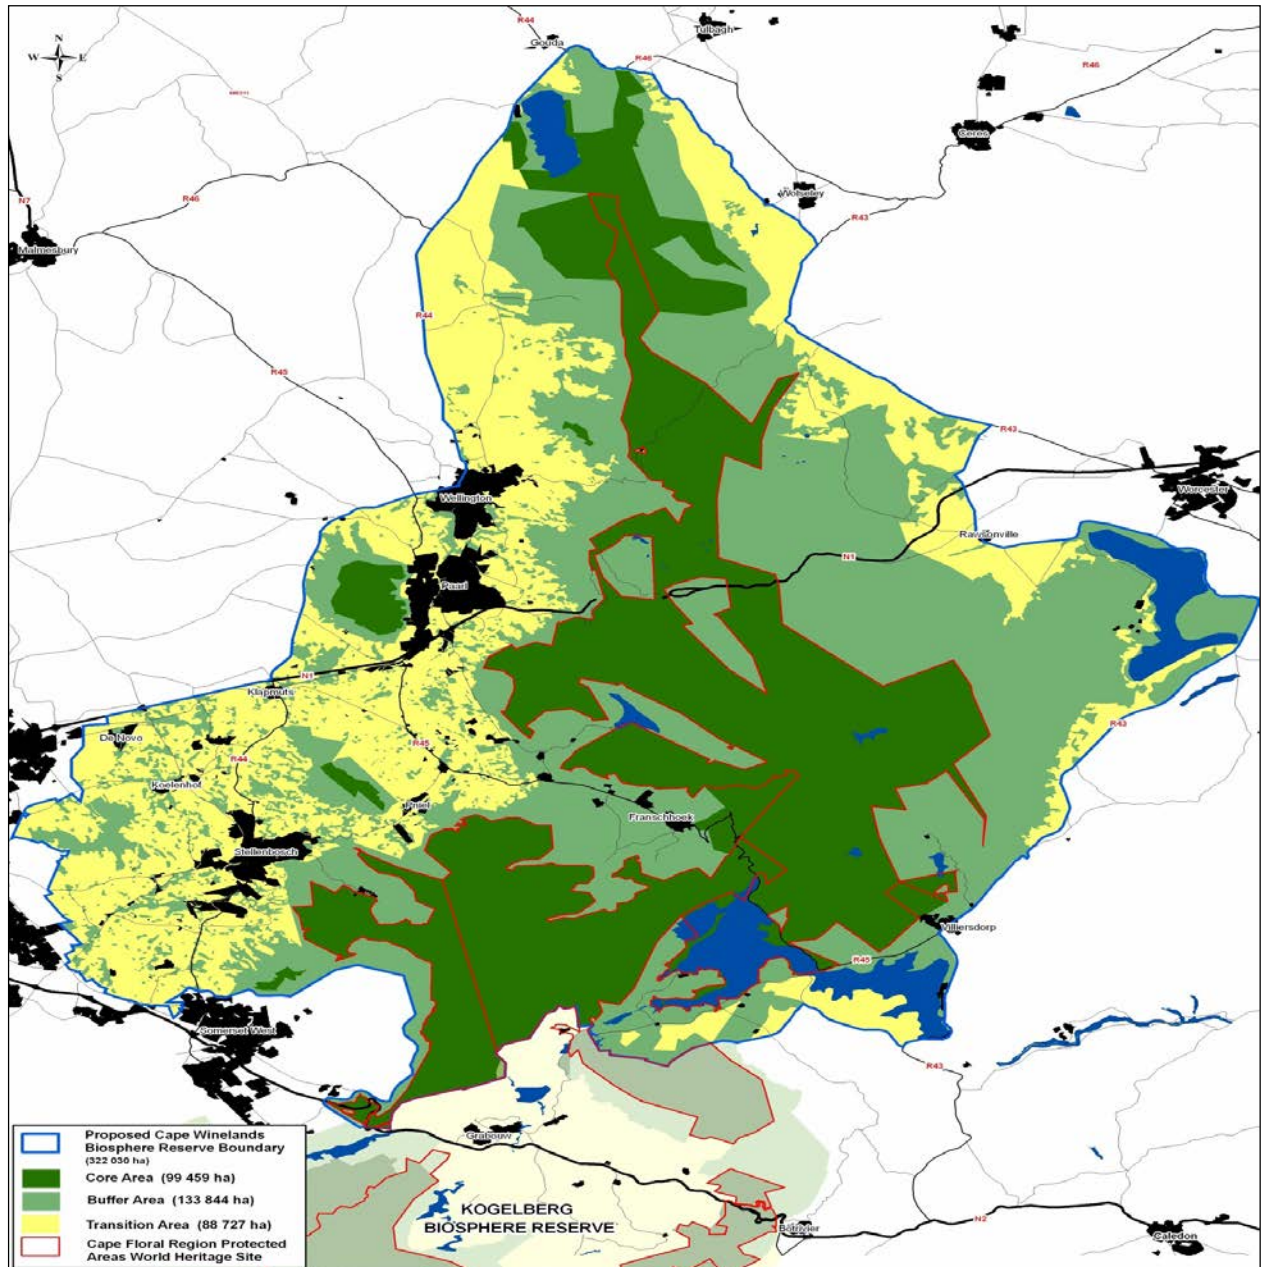 R44
Gouda
Tulbagh
R46
R46
N
W E
S
Ceres
Wolseley
N7
R46
R43
Malmesbury
R44
R45
R43
Wellington
Worcester
Rawsonville
N1
Paarl
N1
Klapmuts
R43
De Novo
R45
R44
Koelenhof
Pniel
Franschhoek
Stellenbosch
Villiersdorp
R45
Somerset West
R43
Grabouw
KOGELBERG
BIOSPHERE RESERVE
N2
Botrivier
Caledon
Proposed Cape Winelands
Biosphere Reserve Boundary
(322 030 ha)
Core Area (99 459 ha)
Buffer Area (133 844 ha)
Transition Area (88 727 ha)
Cape Floral Region Protected
Areas World Heritage Site